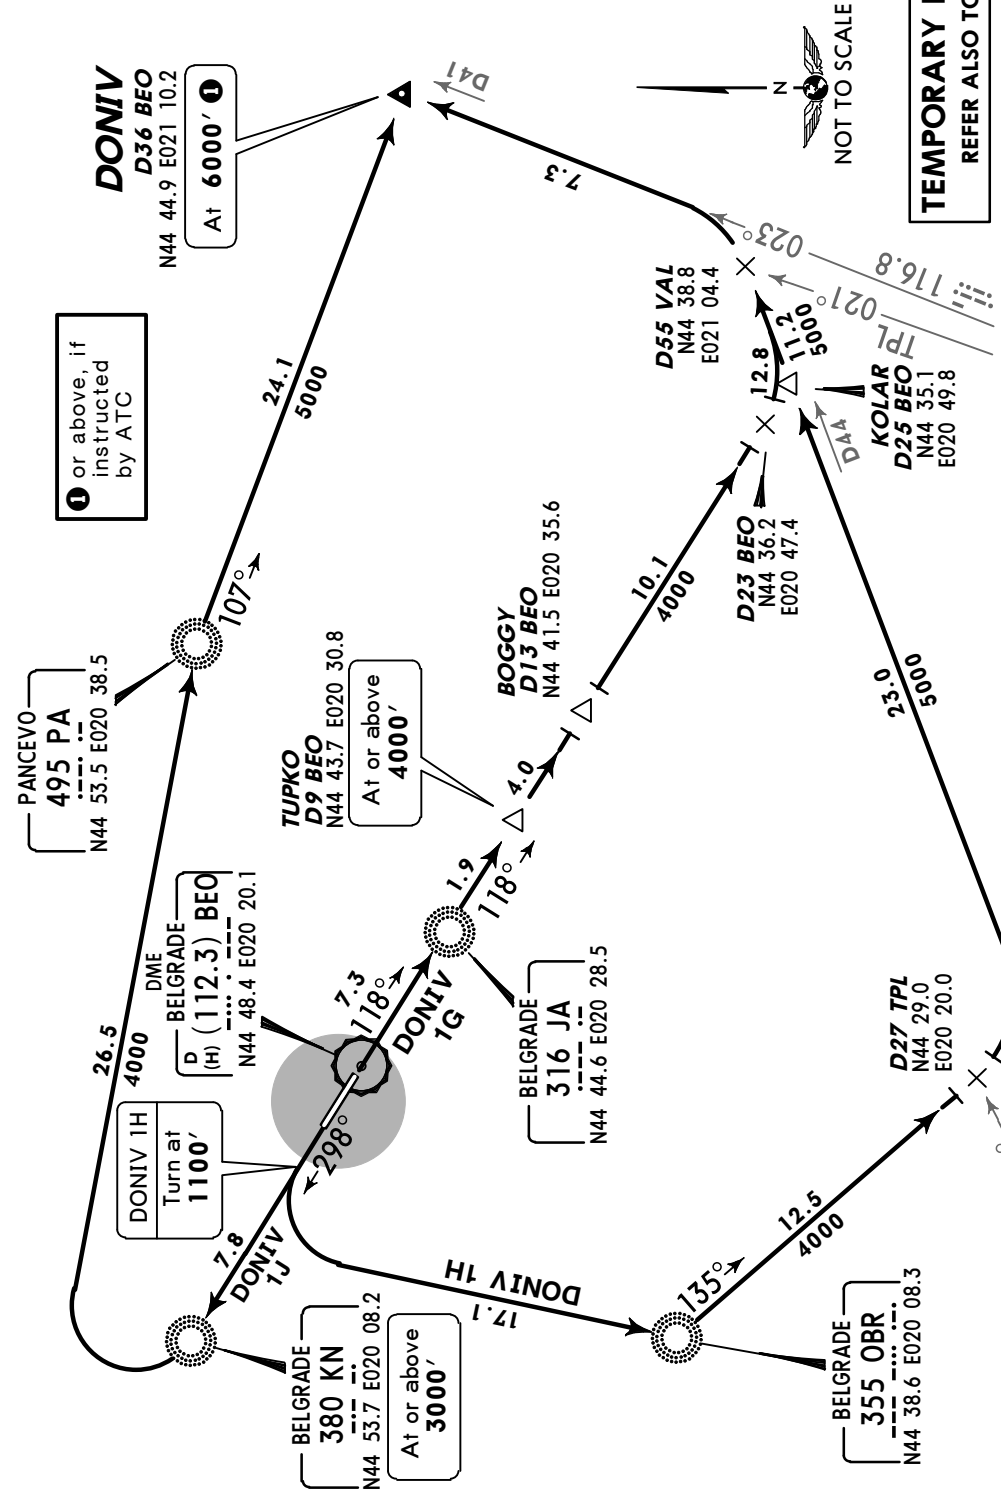 DONIV
D36 BEO
N44 44.9 E021 10.2
At 6000' 1
1 or above, if
instructed
by ATC
PANCEVO
495 PA
N44 53.5 E020 38.5
107°
24.1
5000
D41
7.3
N
NOT TO SCALE
TEMPORARY
REFER ALSO TO
D55 VAL
N44 38.8
E021 04.4
023°
116.8
021°
TPL
11.2
5000
12.8
KOLAR
D25 BEO
N44 35.1
E020 49.8
D44
D23 BEO
N44 36.2
E020 47.4
BOGGY
D13 BEO
N44 41.5 E020 35.6
10.1
4000
TUPKO
D9 BEO
N44 43.7 E020 30.8
At or above
4000'
4.0
1.9
118°
26.5
4000
DME
BELGRADE
D
(H) (112.3) BEO
N44 48.4 E020 20.1
7.3
118°
DONIV
1G
BELGRADE
316 JA
N44 44.6 E020 28.5
DONIV 1H
Turn at
1100'
298°
7.8
DONIV
1J
BELGRADE
380 KN
N44 53.7 E020 08.2
At or above
3000'
DONIV 1H
17.1
135°
12.5
4000
BELGRADE
355 OBR
N44 38.6 E020 08.3
D27 TPL
N44 29.0
E020 20.0
23.0
5000